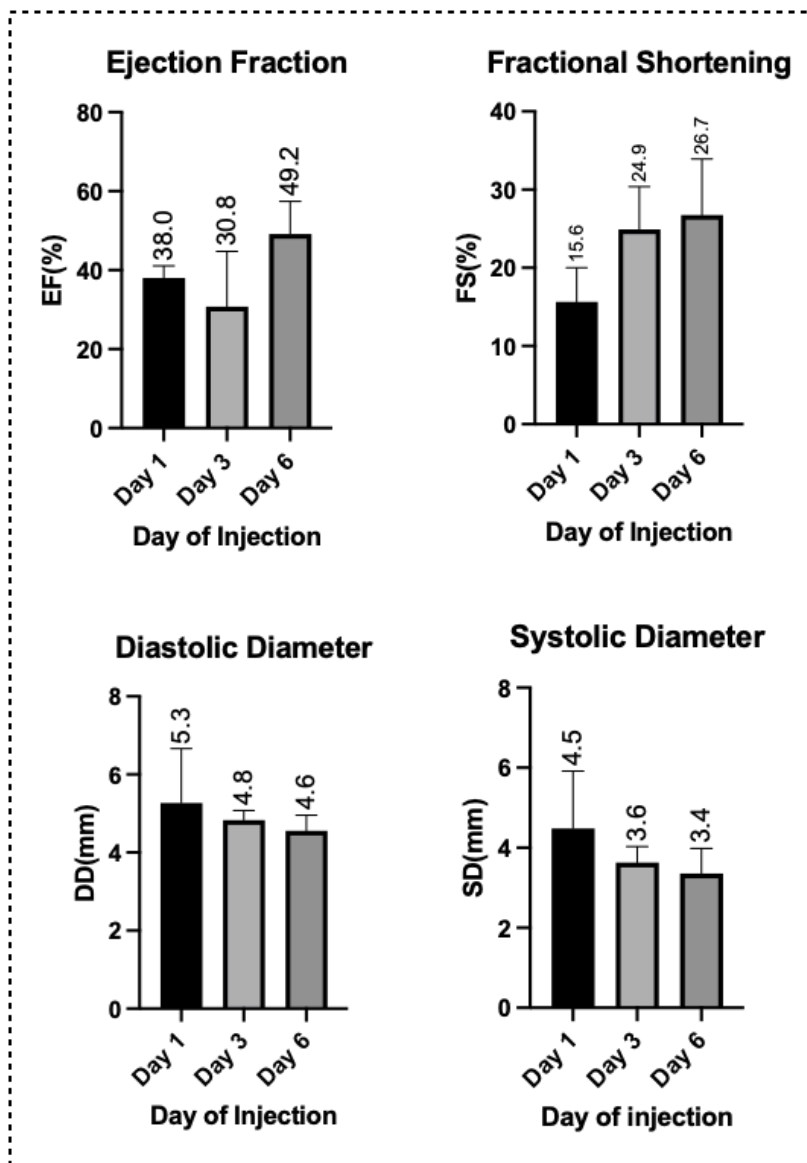 Ejection Fraction
80
60
40
20
0
EF(%)
38.0
30.8
49.2
Day 1
Day 3
Day 6
Day of Injection
Fractional Shortening
40
30
20
10
0
FS(%)
15.6
24.9
26.7
Day 1
Day 3
Day 6
Day of Injection
Diastolic Diameter
8
6
4
2
0
DD(mm)
5.3
4.8
4.6
Day 1
Day 3
Day 6
Day of Injection
Systolic Diameter
8
6
4
2
0
SD(mm)
4.5
3.6
3.4
Day 1
Day 3
Day 6
Day of injection